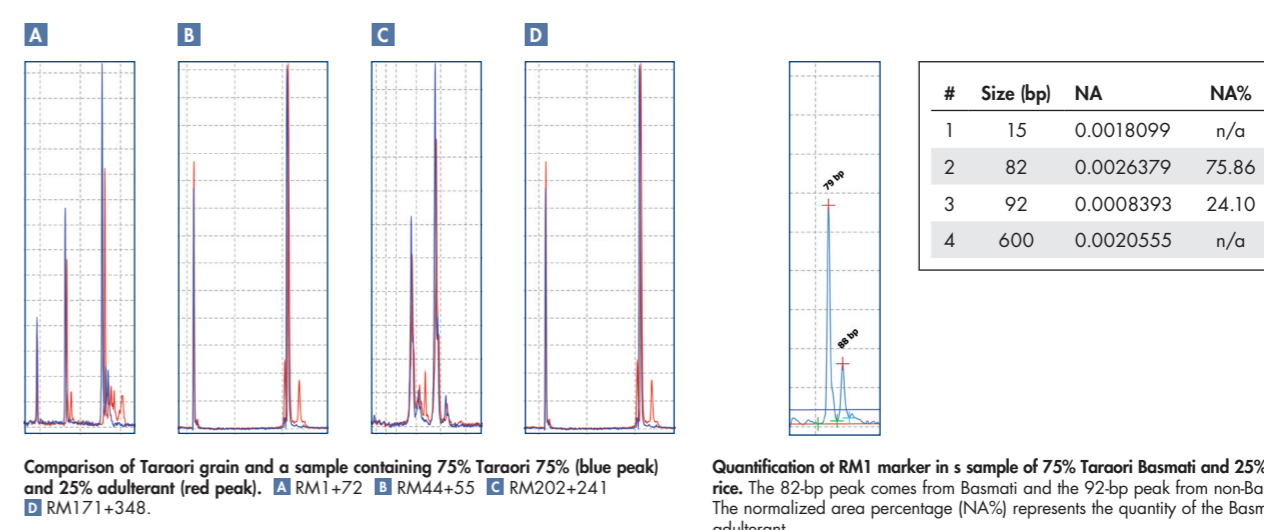 A
B
C
D
79 bp
88 bp
# Size (bp) NA NA%
1 15 0.0018099 n/a
2 82 0.0026379 75.86
3 92 0.0008393 24.10
4 600 0.0020555 n/a
Comparison of Taraori grain and a sample containing 75% Taraori 75% (blue peak)
and 25% adulterant (red peak). A RM1+72 B RM44+55 C RM202+241
D RM171+348.
Quantification ot RM1 marker in s sample of 75% Taraori Basmati and 25%
rice. The 82-bp peak comes from Basmati and the 92-bp peak from non-Ba
The normalized area percentage (NA%) represents the quantity of the Basm
adulterant